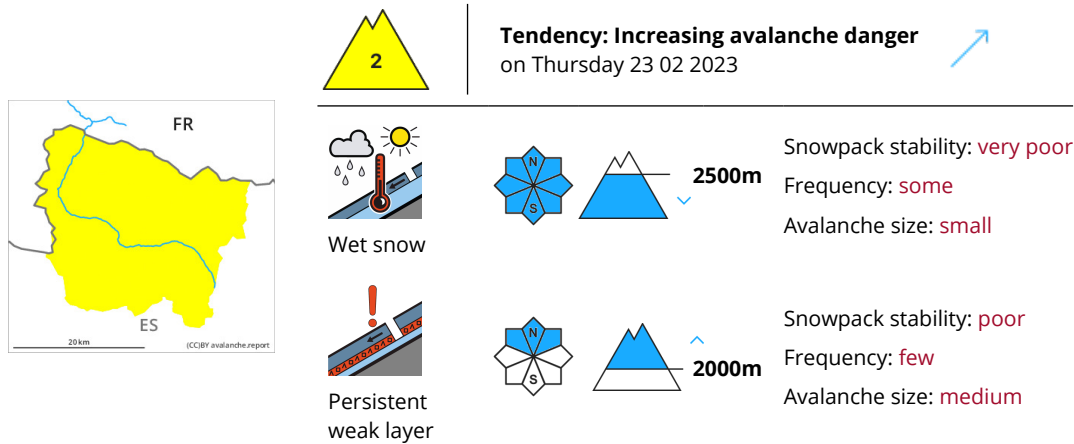 2
Tendency: Increasing avalanche danger
on Thursday 23 02 2023
FR
ES
20 km
(CC)BY avalanche.report
Wet snow
N
S
2500m
Snowpack stability: very poor
Frequency: some
Avalanche size: small
Persistent
weak layer
N
S
2000m
Snowpack stability: poor
Frequency: few
Avalanche size: medium